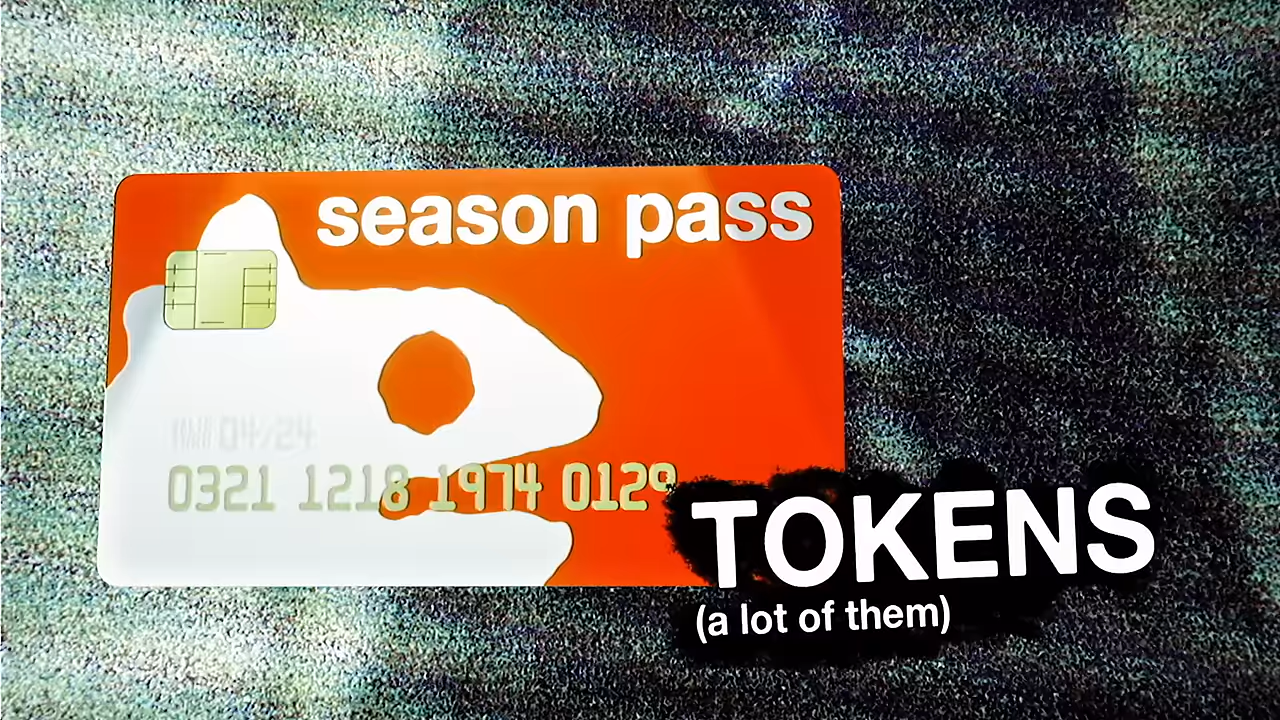 season pass
04/24
0321 1218 1974 0129
TOKENS
(a lot of them)